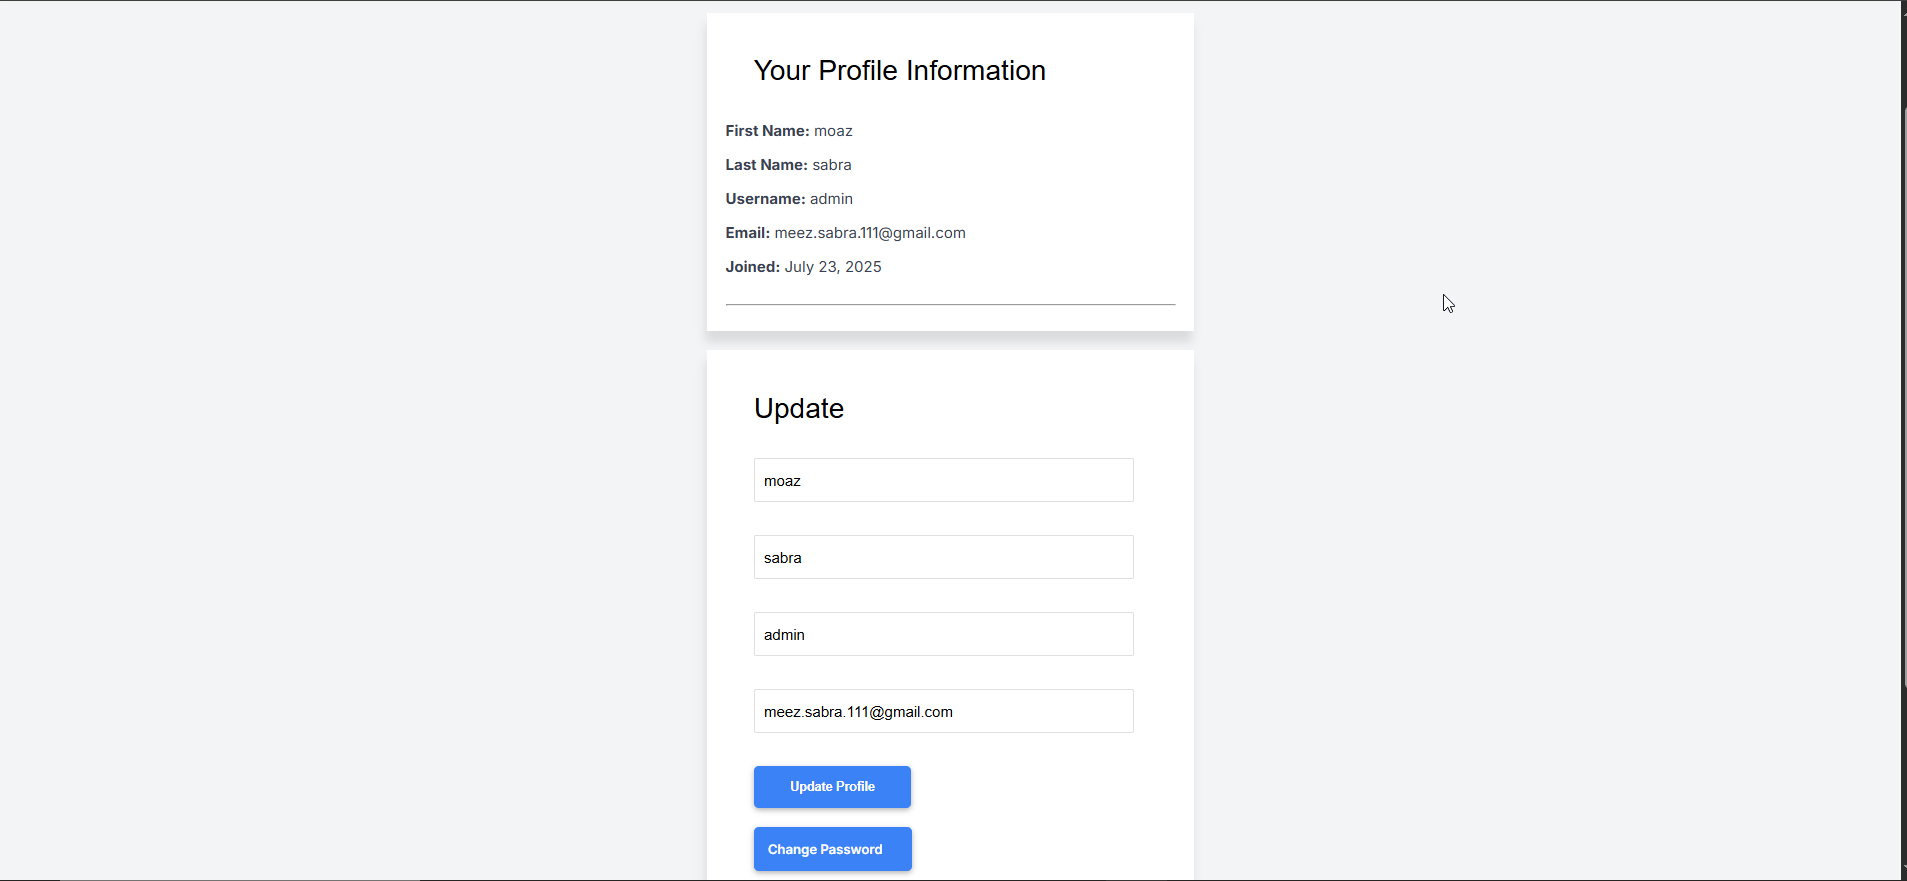 Your Profile Information
First Name: moaz
Last Name: sabra
Username: admin
Email: meez.sabra.111@gmail.com
Joined: July 23, 2025
Update
moaz
sabra
admin
meez.sabra.111@gmail.com
Update Profile
Change Password